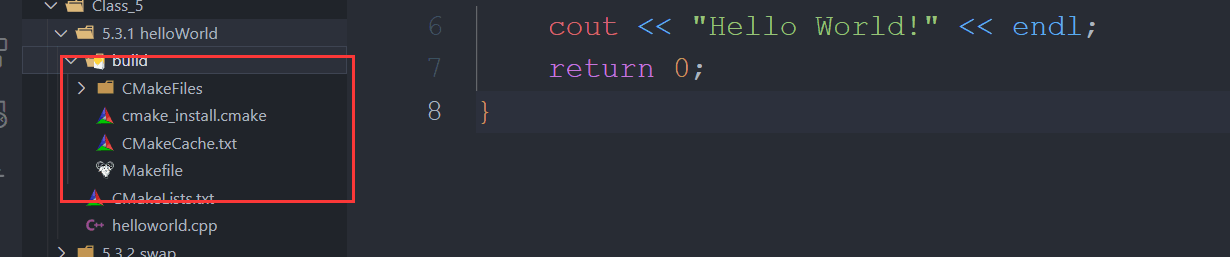 Class_5
5.3.1 helloWorld
build
CMakeFiles
cmake_install.cmake
CMakeCache.txt
Makefile
CMakeLists.txt
helloworld.cpp
5.3.2 swap
6 cout << "Hello World!" << endl;
7 return 0;
8 }